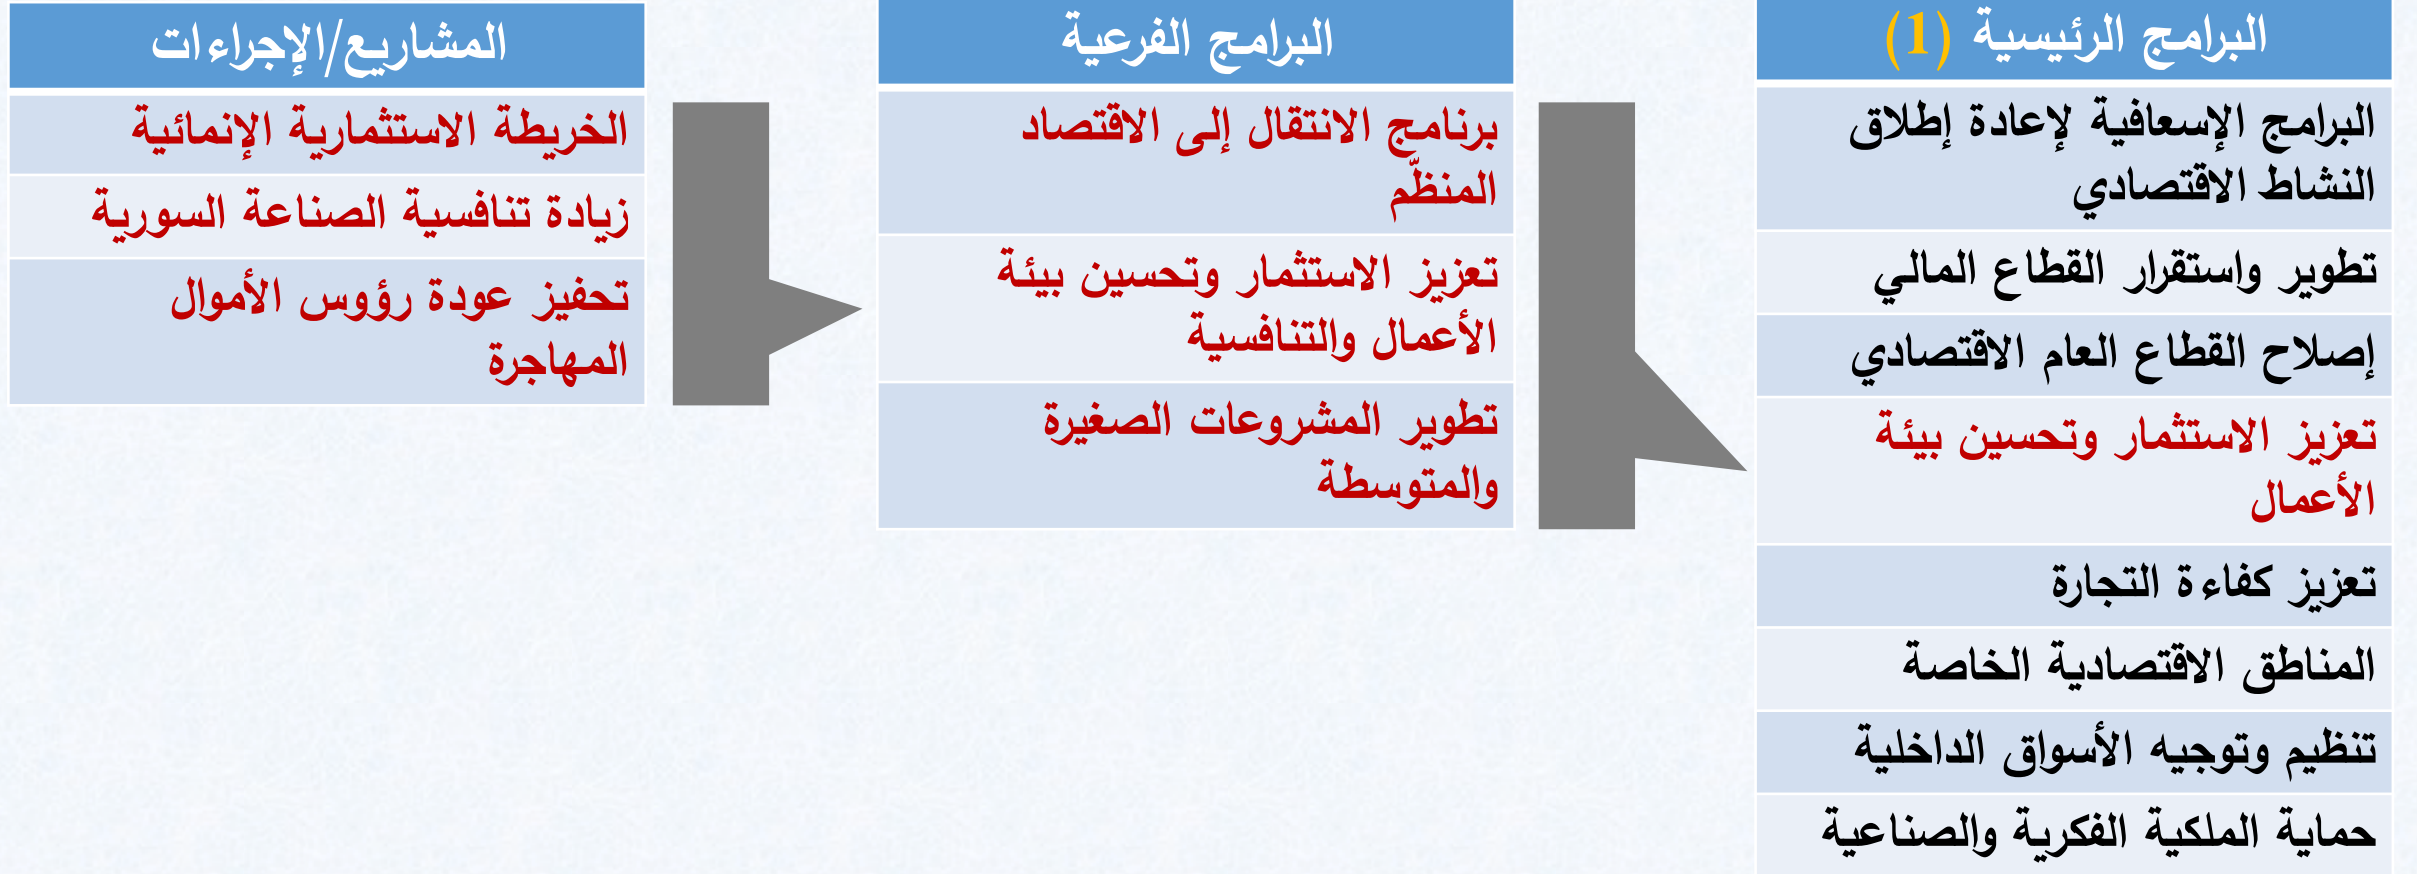 البرامج الرئيسية (1)
البرامج الإسعافية لإعادة إطلاق
النشاط الاقتصادي
تطوير واستقرار القطاع المالي
إصلاح القطاع العام الاقتصادي
تعزيز الاستثمار وتحسين بيئة
الأعمال
تعزيز كفاءة التجارة
المناطق الاقتصادية الخاصة
تنظيم وتوجيه الأسواق الداخلية
حماية الملكية الفكرية والصناعية
البرامج الفرعية
برنامج الانتقال إلى الاقتصاد
المنظّم
تعزيز الاستثمار وتحسين بيئة
الأعمال والتنافسية
تطوير المشروعات الصغيرة
والمتوسطة
المشاريع/الإجراءات
الخريطة الاستثمارية الإنمائية
زيادة تنافسية الصناعة السورية
تحفيز عودة رؤوس الأموال
المهاجرة